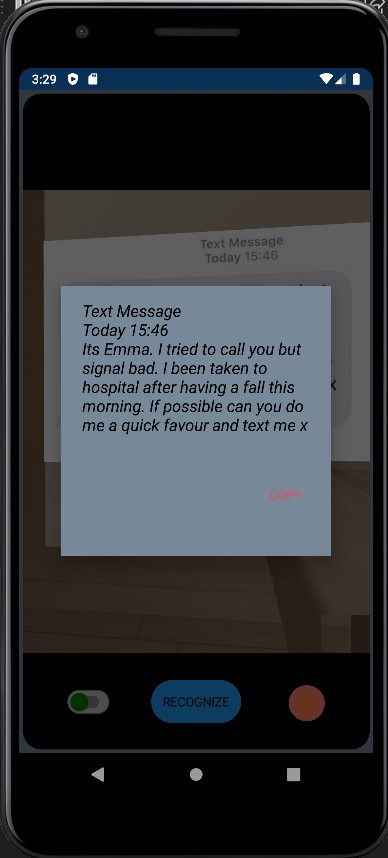 3:29
Text Message
Today 15:46
Text Message
Today 15:46
Its Emma. I tried to call you but
signal bad. I been taken to
hospital after having a fall this
morning. If possible can you do
me a quick favour and text me x
COPY
RECOGNIZE